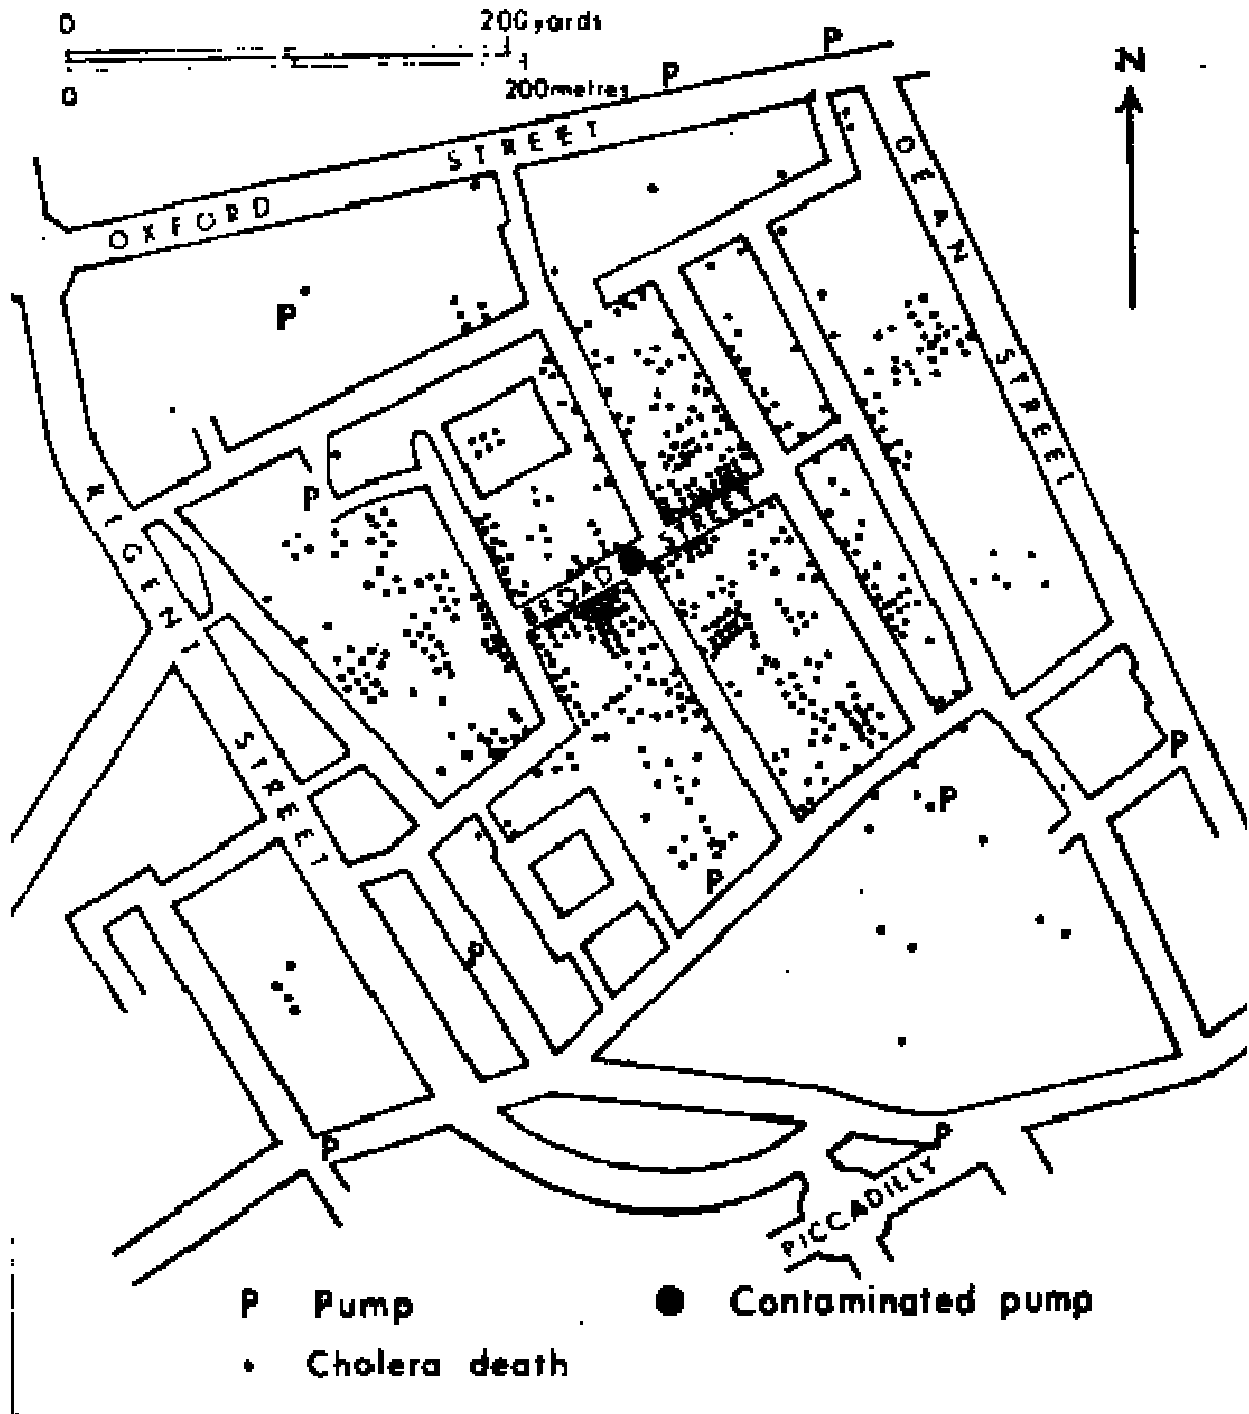 0 200 yards
0 200 metres
N
P
P
OXFORD STREET
DEAN STREET
P
P
REGENT STREET
BROAD STREET
P
P
P
P
P
P
PICCADILLY
P Pump
Contaminated pump
Cholera death